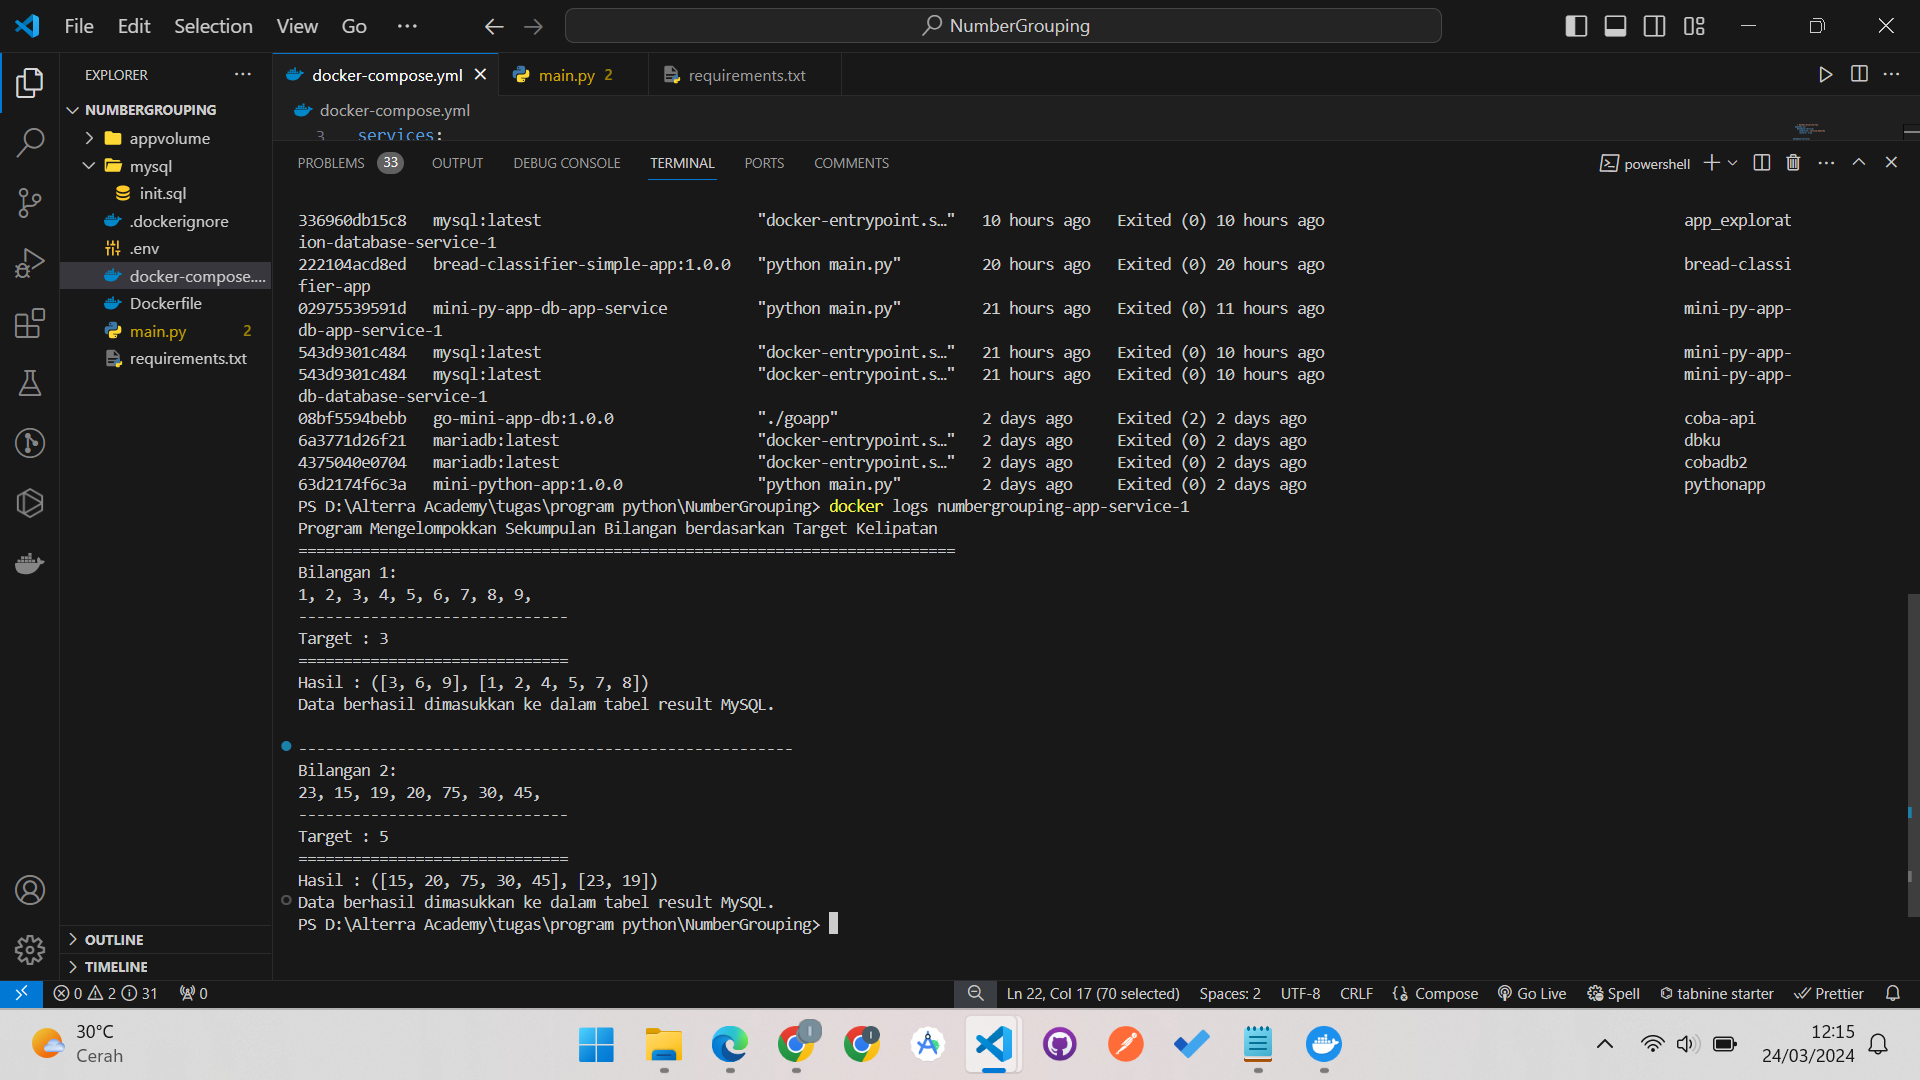 File Edit Selection View Go ··· NumberGrouping
EXPLORER ···
NUMBERGROUPING
appvolume
mysql
init.sql
.dockerignore
.env
docker-compose....
Dockerfile
main.py 2
requirements.txt
OUTLINE
TIMELINE
docker-compose.yml main.py 2 requirements.txt
docker-compose.yml
3 services:
PROBLEMS 33 OUTPUT DEBUG CONSOLE TERMINAL PORTS COMMENTS powershell
336960db15c8 mysql:latest "docker-entrypoint.s…" 10 hours ago Exited (0) 10 hours ago app_explorat
ion-database-service-1
222104acd8ed bread-classifier-simple-app:1.0.0 "python main.py" 20 hours ago Exited (0) 20 hours ago bread-classi
fier-app
02975539591d mini-py-app-db-app-service "python main.py" 21 hours ago Exited (0) 11 hours ago mini-py-app-
db-app-service-1
543d9301c484 mysql:latest "docker-entrypoint.s…" 21 hours ago Exited (0) 10 hours ago mini-py-app-
543d9301c484 mysql:latest "docker-entrypoint.s…" 21 hours ago Exited (0) 10 hours ago mini-py-app-
db-database-service-1
08bf5594bebb go-mini-app-db:1.0.0 "./goapp" 2 days ago Exited (2) 2 days ago coba-api
6a3771d26f21 mariadb:latest "docker-entrypoint.s…" 2 days ago Exited (0) 2 days ago dbku
4375040e0704 mariadb:latest "docker-entrypoint.s…" 2 days ago Exited (0) 2 days ago cobadb2
63d2174f6c3a mini-python-app:1.0.0 "python main.py" 2 days ago Exited (0) 2 days ago pythonapp
PS D:\Alterra Academy\tugas\program python\NumberGrouping> docker logs numbergrouping-app-service-1
Program Mengelompokkan Sekumpulan Bilangan berdasarkan Target Kelipatan
=========================================================================
Bilangan 1:
1, 2, 3, 4, 5, 6, 7, 8, 9,
------------------------------
Target : 3
==============================
Hasil : ([3, 6, 9], [1, 2, 4, 5, 7, 8])
Data berhasil dimasukkan ke dalam tabel result MySQL.
-------------------------------------------------------
Bilangan 2:
23, 15, 19, 20, 75, 30, 45,
------------------------------
Target : 5
==============================
Hasil : ([15, 20, 75, 30, 45], [23, 19])
Data berhasil dimasukkan ke dalam tabel result MySQL.
PS D:\Alterra Academy\tugas\program python\NumberGrouping>
0 2 31 0 Ln 22, Col 17 (70 selected) Spaces: 2 UTF-8 CRLF Compose Go Live Spell tabnine starter Prettier
30°C
Cerah
12:15
24/03/2024